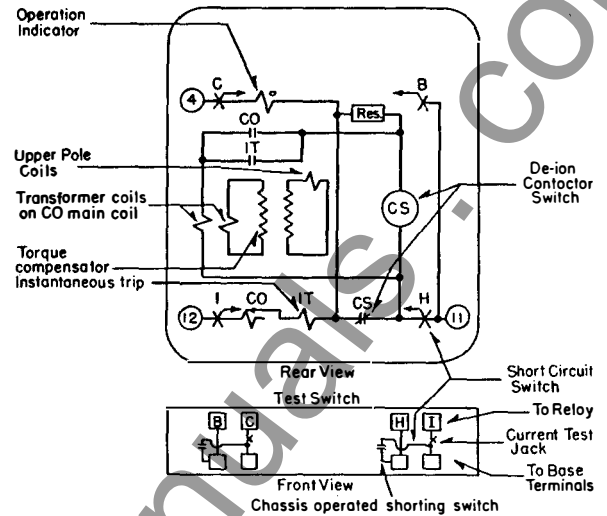 Operation
Indicator
C
B
4
Res.
CO
IT
Upper Pole
Coils
De-ion
Contactor
Switch
CS
Transformer coils
on CO main coil
Torque
compensator
Instantaneous trip
I
CO
IT
CS
H
12
11
Rear View
Short Circuit
Switch
Test Switch
B
C
H
I
To Relay
Current Test
Jack
To Base
Terminals
Front View
Chassis operated shorting switch